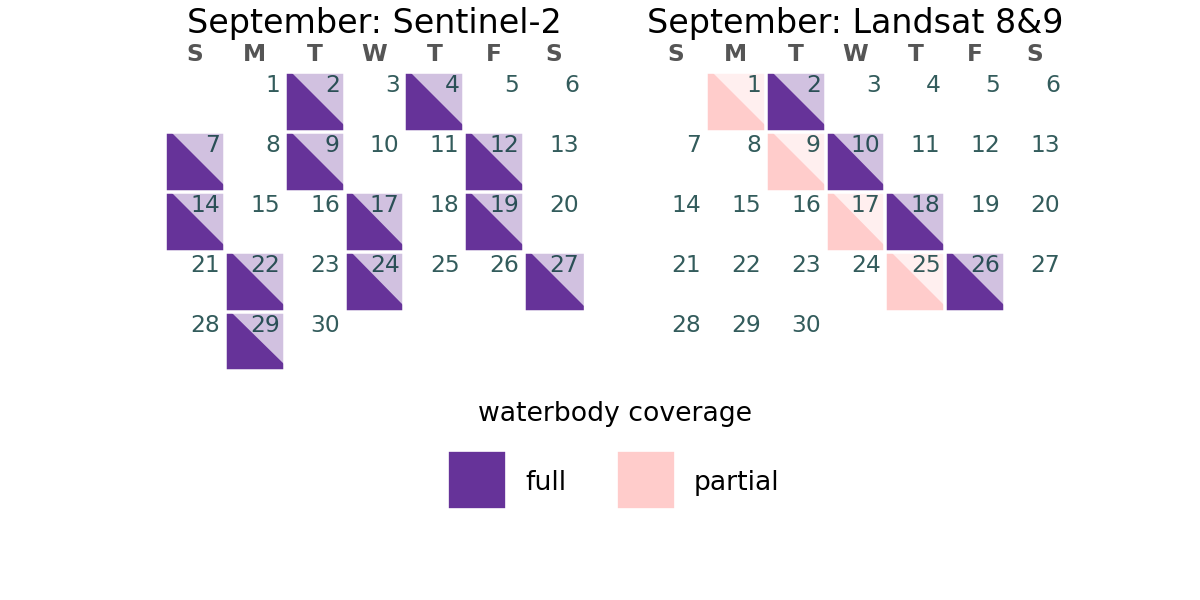 September: Sentinel-2
S M T W T F S
1 2 3 4 5 6
7 8 9 10 11 12 13
14 15 16 17 18 19 20
21 22 23 24 25 26 27
28 29 30
September: Landsat 8&9
S M T W T F S
1 2 3 4 5 6
7 8 9 10 11 12 13
14 15 16 17 18 19 20
21 22 23 24 25 26 27
28 29 30
waterbody coverage
full partial